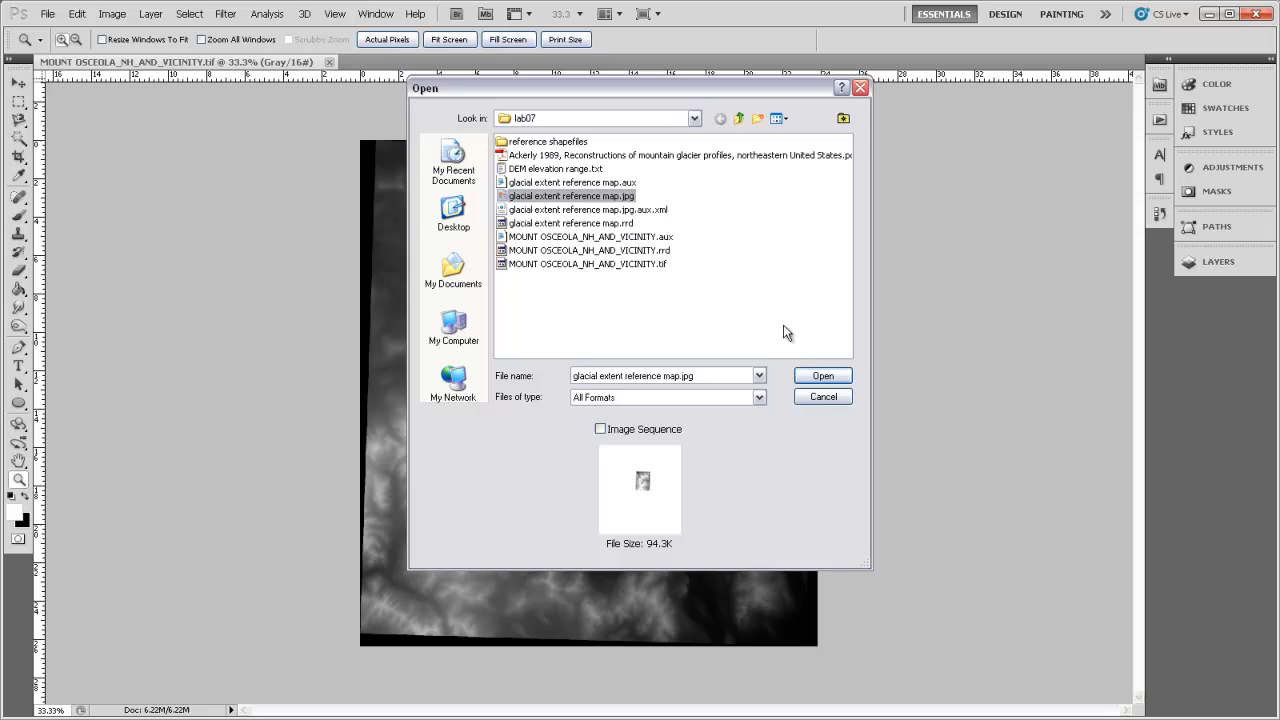 Ps File Edit Image Layer Select Filter Analysis 3D View Window Help Br Mb 33.3 ESSENTIALS DESIGN PAINTING CS Live
Resize Windows To Fit Zoom All Windows Scrubby Zoom Actual Pixels Fit Screen Fill Screen Print Size
MOUNT OSCEOLA_NH_AND_VICINITY.tif @ 33.3% (Gray/16#)
Open
Look in: lab07
My Recent Documents
Desktop
My Documents
My Computer
My Network
reference shapefiles
Ackerly 1989, Reconstructions of mountain glacier profiles, northeastern United States.
DEM elevation range.txt
glacial extent reference map.aux
glacial extent reference map.jpg
glacial extent reference map.jpg.aux.xml
glacial extent reference map.rrd
MOUNT OSCEOLA_NH_AND_VICINITY.aux
MOUNT OSCEOLA_NH_AND_VICINITY.rrd
MOUNT OSCEOLA_NH_AND_VICINITY.tif
File name: glacial extent reference map.jpg Open
Files of type: All Formats Cancel
Image Sequence
File Size: 94.3K
COLOR
SWATCHES
STYLES
ADJUSTMENTS
MASKS
PATHS
LAYERS
33.33% Doc: 6.22M/6.22M